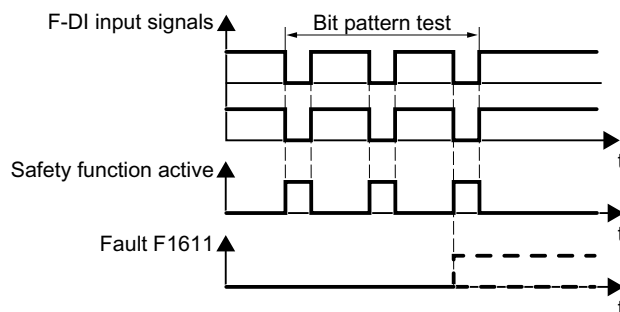 F-DI input signals
Bit pattern test
t
Safety function active
t
Fault F1611
t